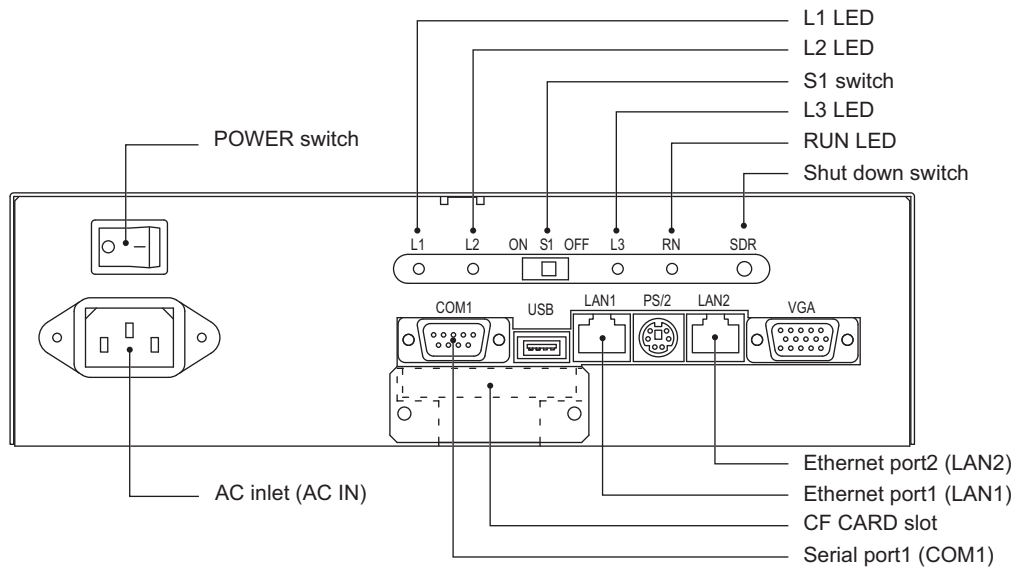 L1 LED
L2 LED
S1 switch
L3 LED
RUN LED
Shut down switch
POWER switch
L1 L2 ON S1 OFF L3 RN SDR
COM1 USB LAN1 PS/2 LAN2 VGA
AC inlet (AC IN)
Ethernet port2 (LAN2)
Ethernet port1 (LAN1)
CF CARD slot
Serial port1 (COM1)